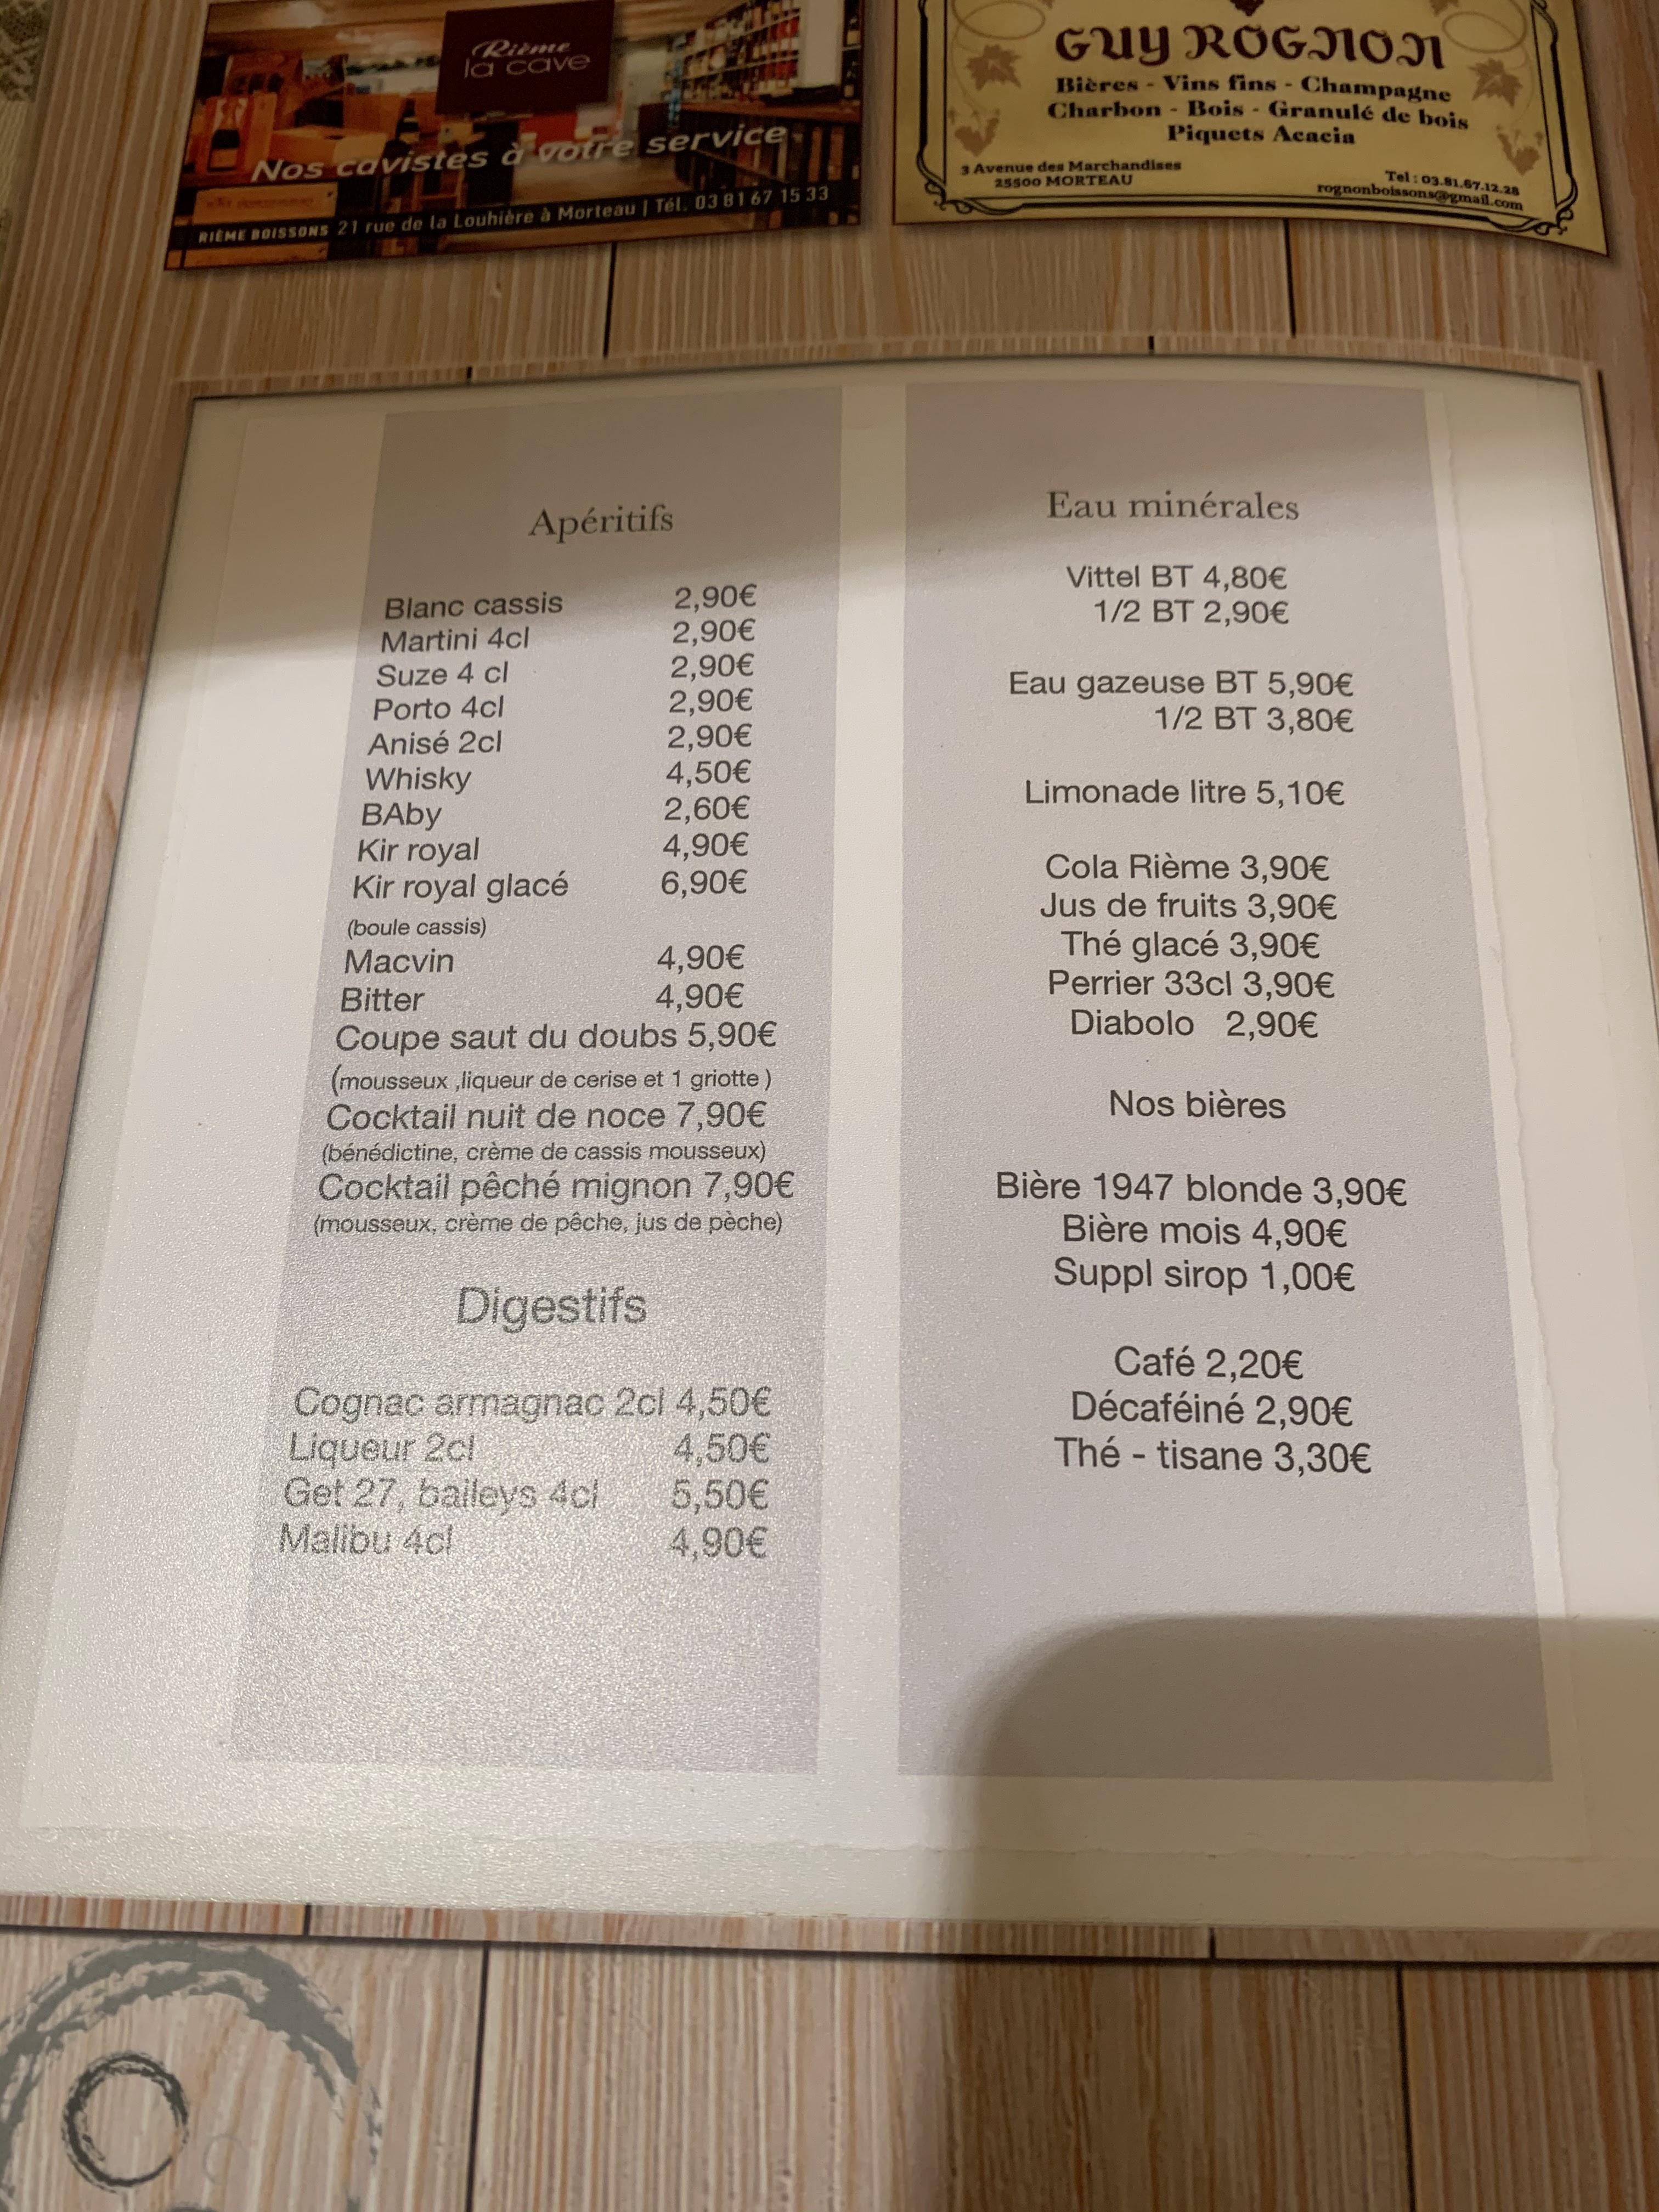 Rième
la cave
Nos cavistes à votre service
RIÈME BOISSONS 21 rue de la Louhière à Morteau | Tél. 03 81 67 15 33
GUY ROGNON
Bières - Vins fins - Champagne
Charbon - Bois - Granulé de bois
Piquets Acacia
3 Avenue des Marchandises
25500 MORTEAU
Tel : 03.81.67.12.28
rognonboissons@gmail.com
Apéritifs
Blanc cassis 2,90€
Martini 4cl 2,90€
Suze 4 cl 2,90€
Porto 4cl 2,90€
Anisé 2cl 2,90€
Whisky 4,50€
BAby 2,60€
Kir royal 4,90€
Kir royal glacé 6,90€
(boule cassis)
Macvin 4,90€
Bitter 4,90€
Coupe saut du doubs 5,90€
(mousseux ,liqueur de cerise et 1 griotte )
Cocktail nuit de noce 7,90€
(bénédictine, crème de cassis mousseux)
Cocktail pêché mignon 7,90€
(mousseux, crème de pêche, jus de pèche)
Digestifs
Cognac armagnac 2cl 4,50€
Liqueur 2cl 4,50€
Get 27, baileys 4cl 5,50€
Malibu 4cl 4,90€
Eau minérales
Vittel BT 4,80€
1/2 BT 2,90€
Eau gazeuse BT 5,90€
1/2 BT 3,80€
Limonade litre 5,10€
Cola Rième 3,90€
Jus de fruits 3,90€
Thé glacé 3,90€
Perrier 33cl 3,90€
Diabolo 2,90€
Nos bières
Bière 1947 blonde 3,90€
Bière mois 4,90€
Suppl sirop 1,00€
Café 2,20€
Décaféiné 2,90€
Thé - tisane 3,30€